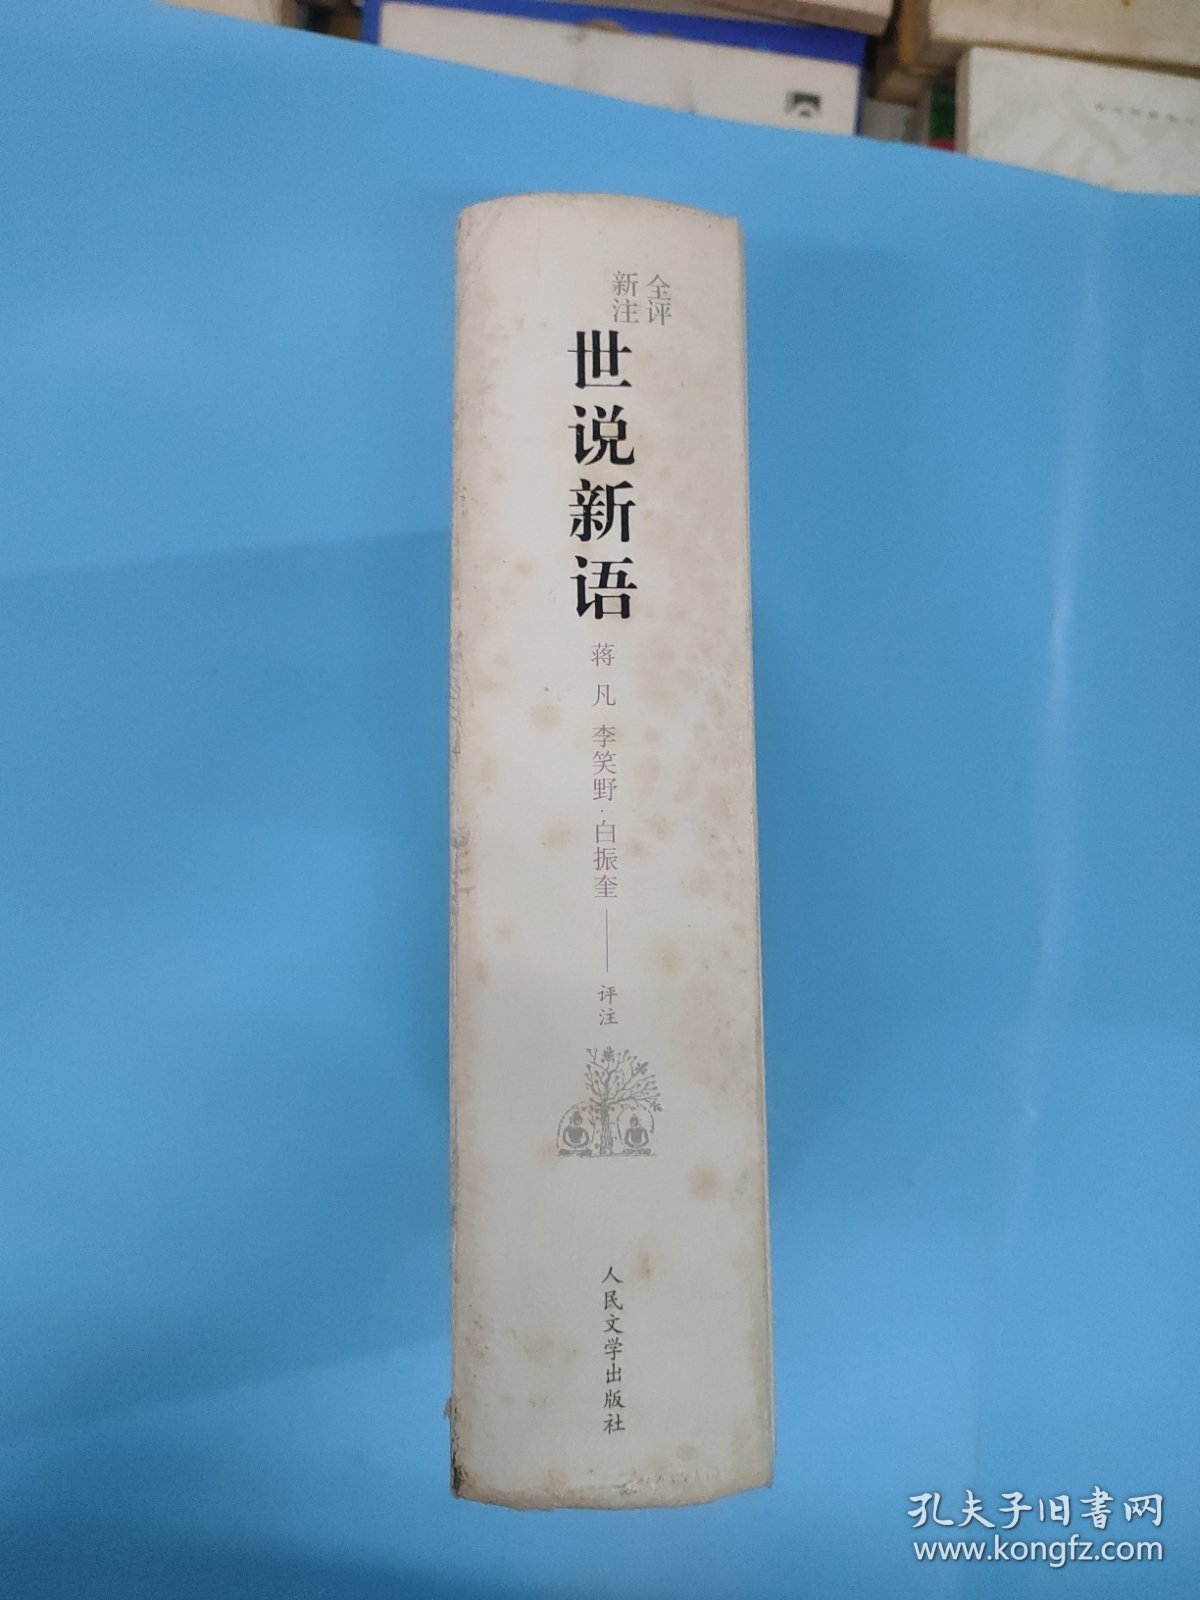 全评
新注
世说新语
蒋凡 李笑野·白振奎——评注
人民文学出版社
孔夫子旧书网
www.kongfz.com